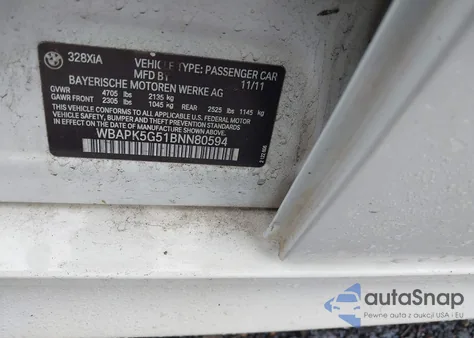 328XiA
VEHICLE TYPE: PASSENGER CAR
MFD BY 11/11
BAYERISCHE MOTOREN WERKE AG
GVWR 4705 lbs 2135 kg
GAWR FRONT 2305 lbs 1045 kg REAR 2525 lbs 1145 kg
THIS VEHICLE CONFORMS TO ALL APPLICABLE U.S. FEDERAL MOTOR
VEHICLE SAFETY, BUMPER, AND THEFT PREVENTION STANDARDS
IN EFFECT ON THE DATE OF MANUFACTURE SHOWN ABOVE.
WBAPK5G51BNN80594
autoSnap
Pewne auta z aukcji USA i EU